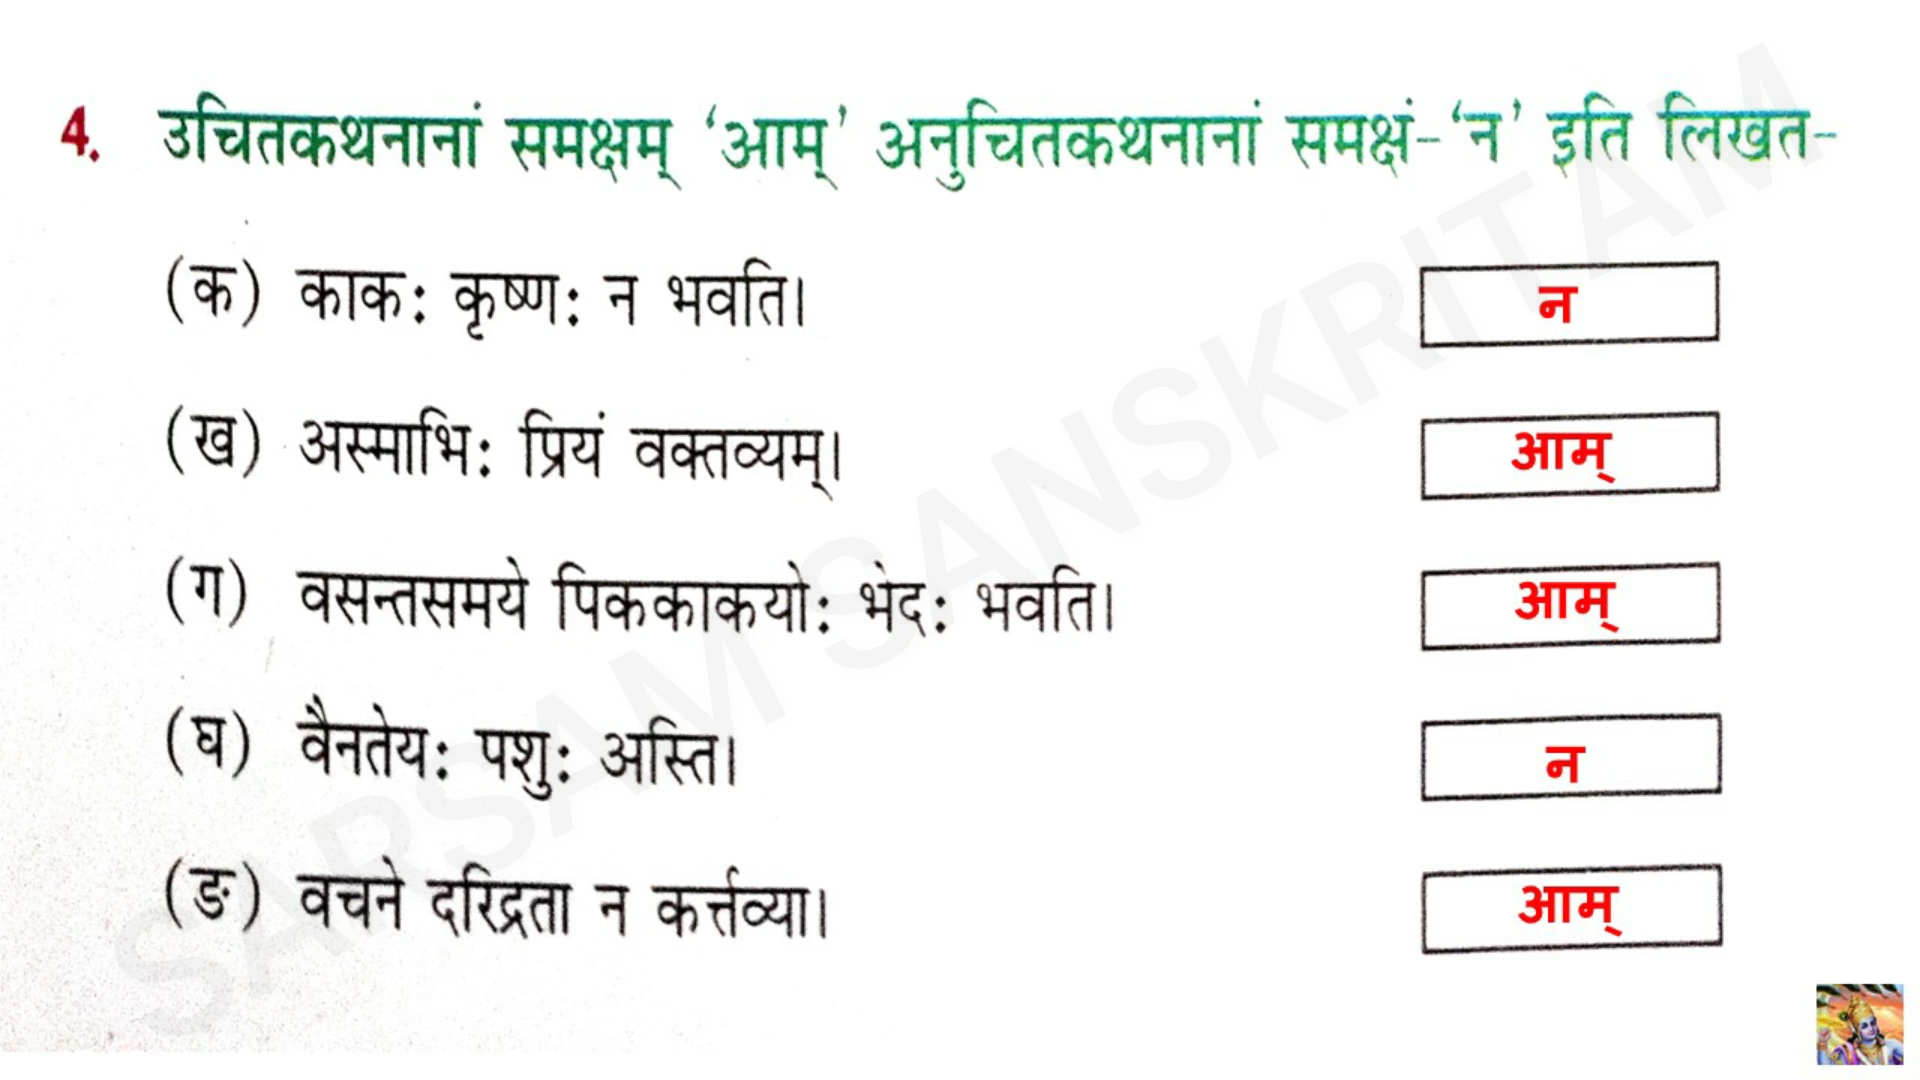 4. उचितकथनानां समक्षम् ‘आम्’ अनुचितकथनानां समक्षं-‘न’ इति लिखत-
(क) काकः कृष्णः न भवति। न
(ख) अस्माभिः प्रियं वक्तव्यम्। आम्
(ग) वसन्तसमये पिककाकयोः भेदः भवति। आम्
(घ) वैनतेयः पशुः अस्ति। न
(ङ) वचने दरिद्रता न कर्त्तव्या। आम्
SARSAM SANSKRITAM